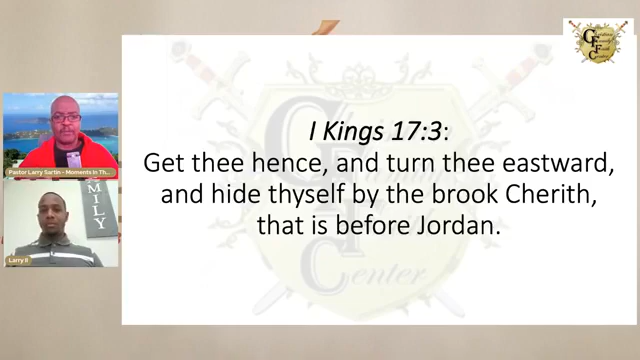 I Kings 17:3:
Get thee hence, and turn thee eastward,
and hide thyself by the brook Cherith,
that is before Jordan.
Pastor Larry Sartin - Moments In Th...
MILY
Larry II
Center